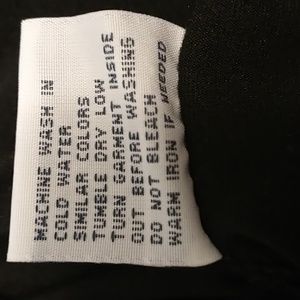 MACHINE WASH IN
COLD WATER
SIMILAR COLORS
TUMBLE DRY LOW
TURN GARMENT INSIDE
OUT BEFORE WASHING
DO NOT BLEACH
WARM IRON IF NEEDED